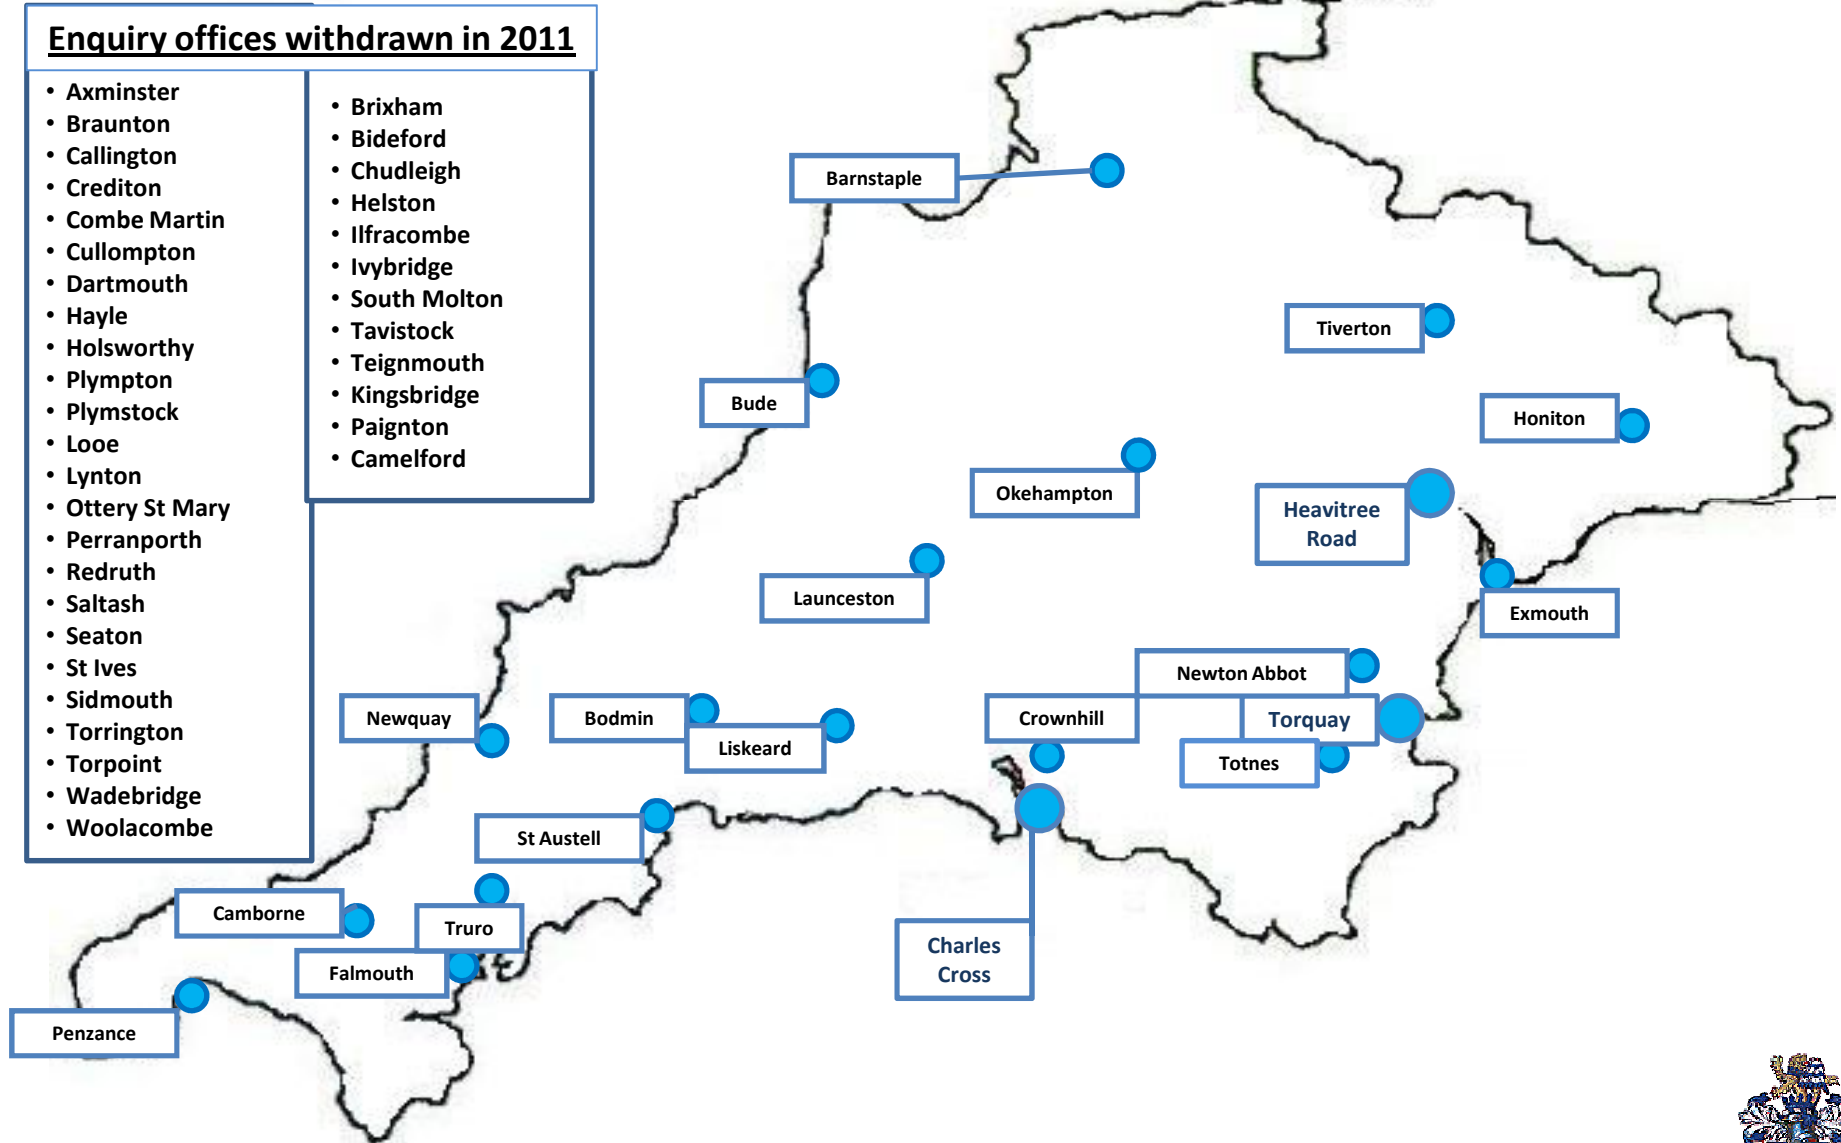 Enquiry offices withdrawn in 2011
• Axminster
• Braunton
• Callington
• Crediton
• Combe Martin
• Cullompton
• Dartmouth
• Hayle
• Holsworthy
• Plympton
• Plymstock
• Looe
• Lynton
• Ottery St Mary
• Perranporth
• Redruth
• Saltash
• Seaton
• St Ives
• Sidmouth
• Torrington
• Torpoint
• Wadebridge
• Woolacombe
• Brixham
• Bideford
• Chudleigh
• Helston
• Ilfracombe
• Ivybridge
• South Molton
• Tavistock
• Teignmouth
• Kingsbridge
• Paignton
• Camelford
Barnstaple
Tiverton
Bude
Honiton
Okehampton
Heavitree
Road
Launceston
Exmouth
Newton Abbot
Newquay
Bodmin
Crownhill
Torquay
Liskeard
Totnes
St Austell
Camborne
Truro
Charles
Cross
Falmouth
Penzance